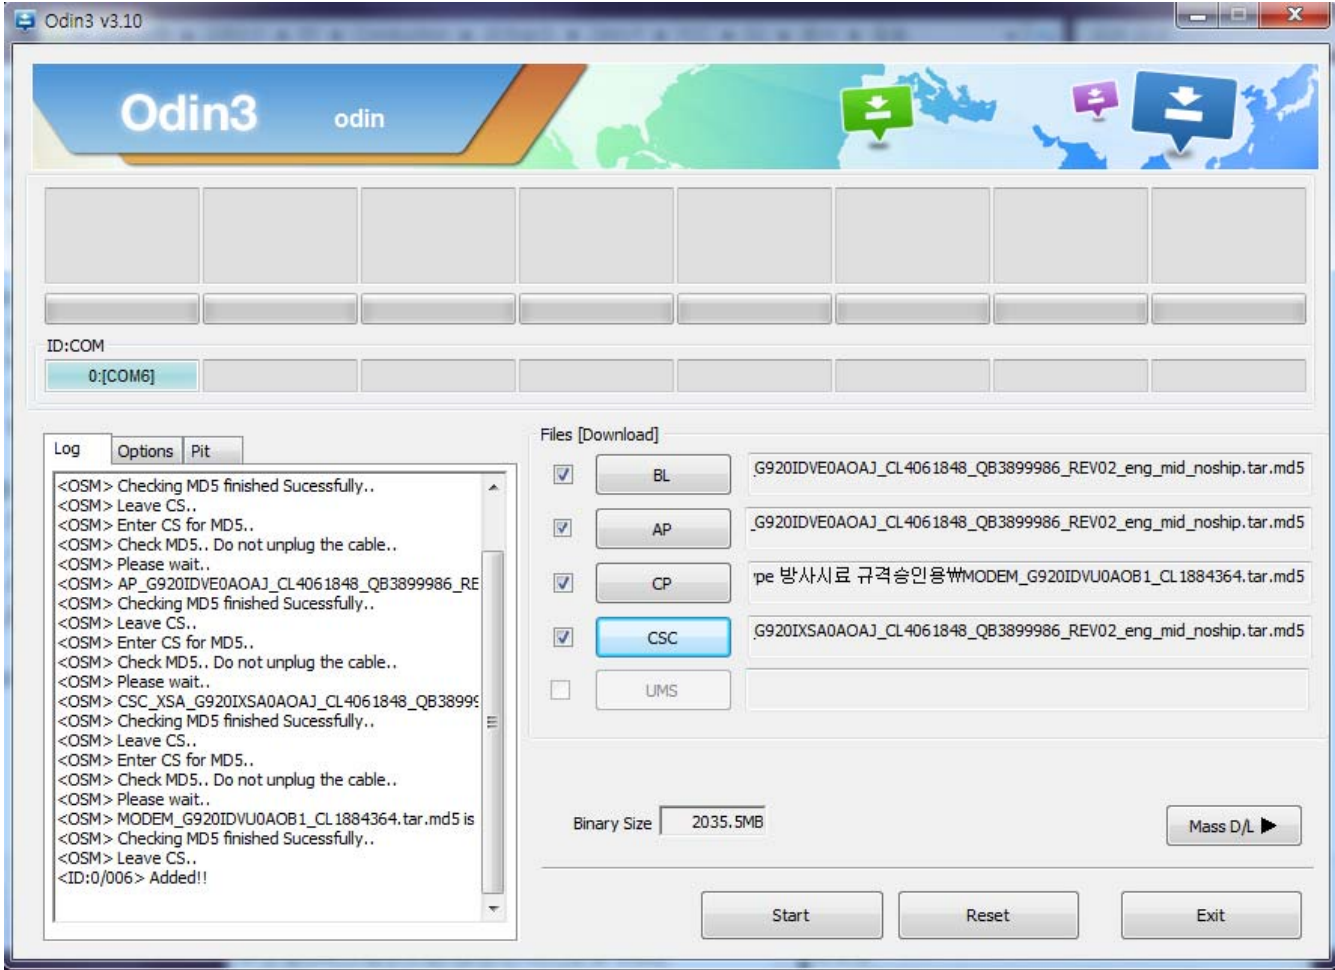 Odin3 v3.10
Odin3 odin
ID:COM
0:[COM6]
Log Options Pit
<OSM> Checking MD5 finished Sucessfully..
<OSM> Leave CS..
<OSM> Enter CS for MD5..
<OSM> Check MD5.. Do not unplug the cable..
<OSM> Please wait..
<OSM> AP_G920IDVE0AOAJ_CL4061848_QB3899986_RE
<OSM> Checking MD5 finished Sucessfully..
<OSM> Leave CS..
<OSM> Enter CS for MD5..
<OSM> Check MD5.. Do not unplug the cable..
<OSM> Please wait..
<OSM> CSC_XSA_G920IXSA0AOAJ_CL4061848_QB38999
<OSM> Checking MD5 finished Sucessfully..
<OSM> Leave CS..
<OSM> Enter CS for MD5..
<OSM> Check MD5.. Do not unplug the cable..
<OSM> Please wait..
<OSM> MODEM_G920IDVU0AOB1_CL1884364.tar.md5 is
<OSM> Checking MD5 finished Sucessfully..
<OSM> Leave CS..
<ID:0/006> Added!!
Files [Download]
BL G920IDVE0AOAJ_CL4061848_QB3899986_REV02_eng_mid_noship.tar.md5
AP _G920IDVE0AOAJ_CL4061848_QB3899986_REV02_eng_mid_noship.tar.md5
CP pe 방사시료 규격승인용₩MODEM_G920IDVU0AOB1_CL1884364.tar.md5
CSC G920IXSA0AOAJ_CL4061848_QB3899986_REV02_eng_mid_noship.tar.md5
UMS
Binary Size 2035.5MB
Mass D/L ▶
Start Reset Exit